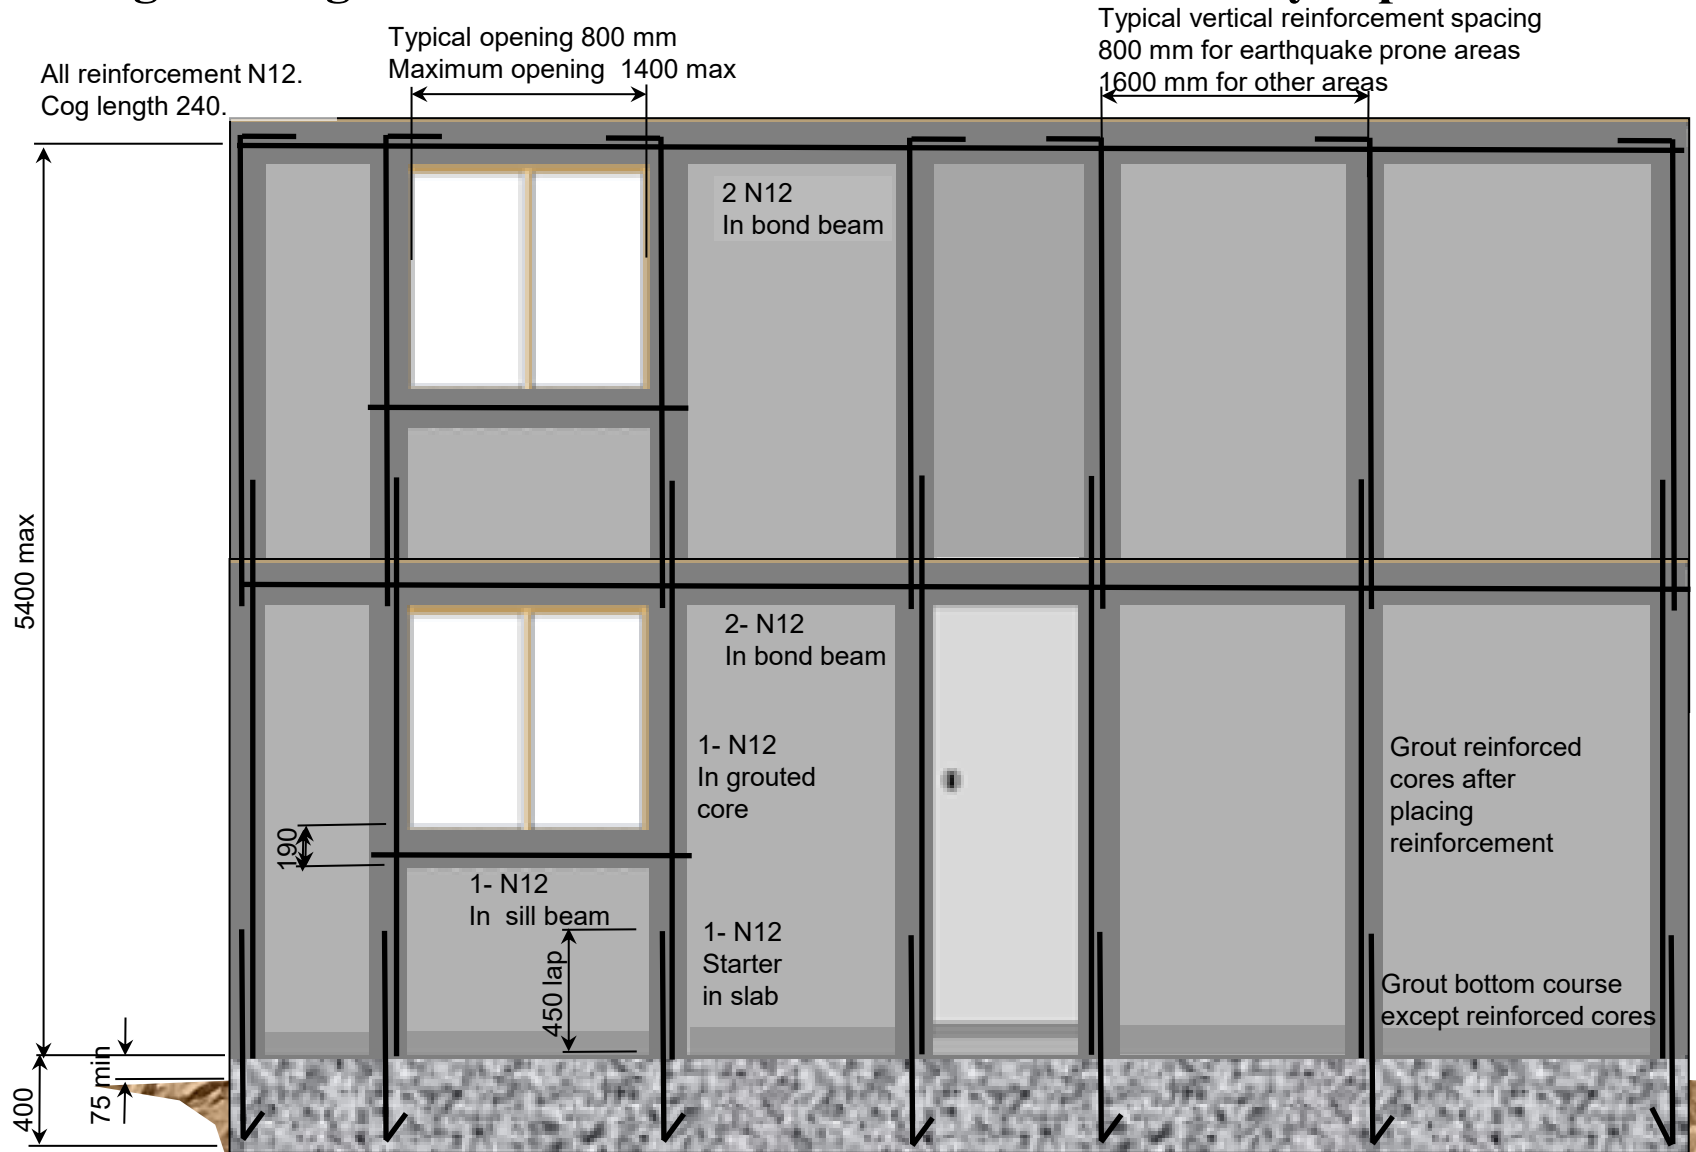 Typical opening 800 mm
Maximum opening 1400 max
All reinforcement N12.
Cog length 240.
Typical vertical reinforcement spacing
800 mm for earthquake prone areas
1600 mm for other areas
2 N12
In bond beam
5400 max
2- N12
In bond beam
1- N12
In grouted
core
Grout reinforced
cores after
placing
reinforcement
190
1- N12
In sill beam
450 lap
1- N12
Starter
in slab
Grout bottom course
except reinforced cores
75 min
400